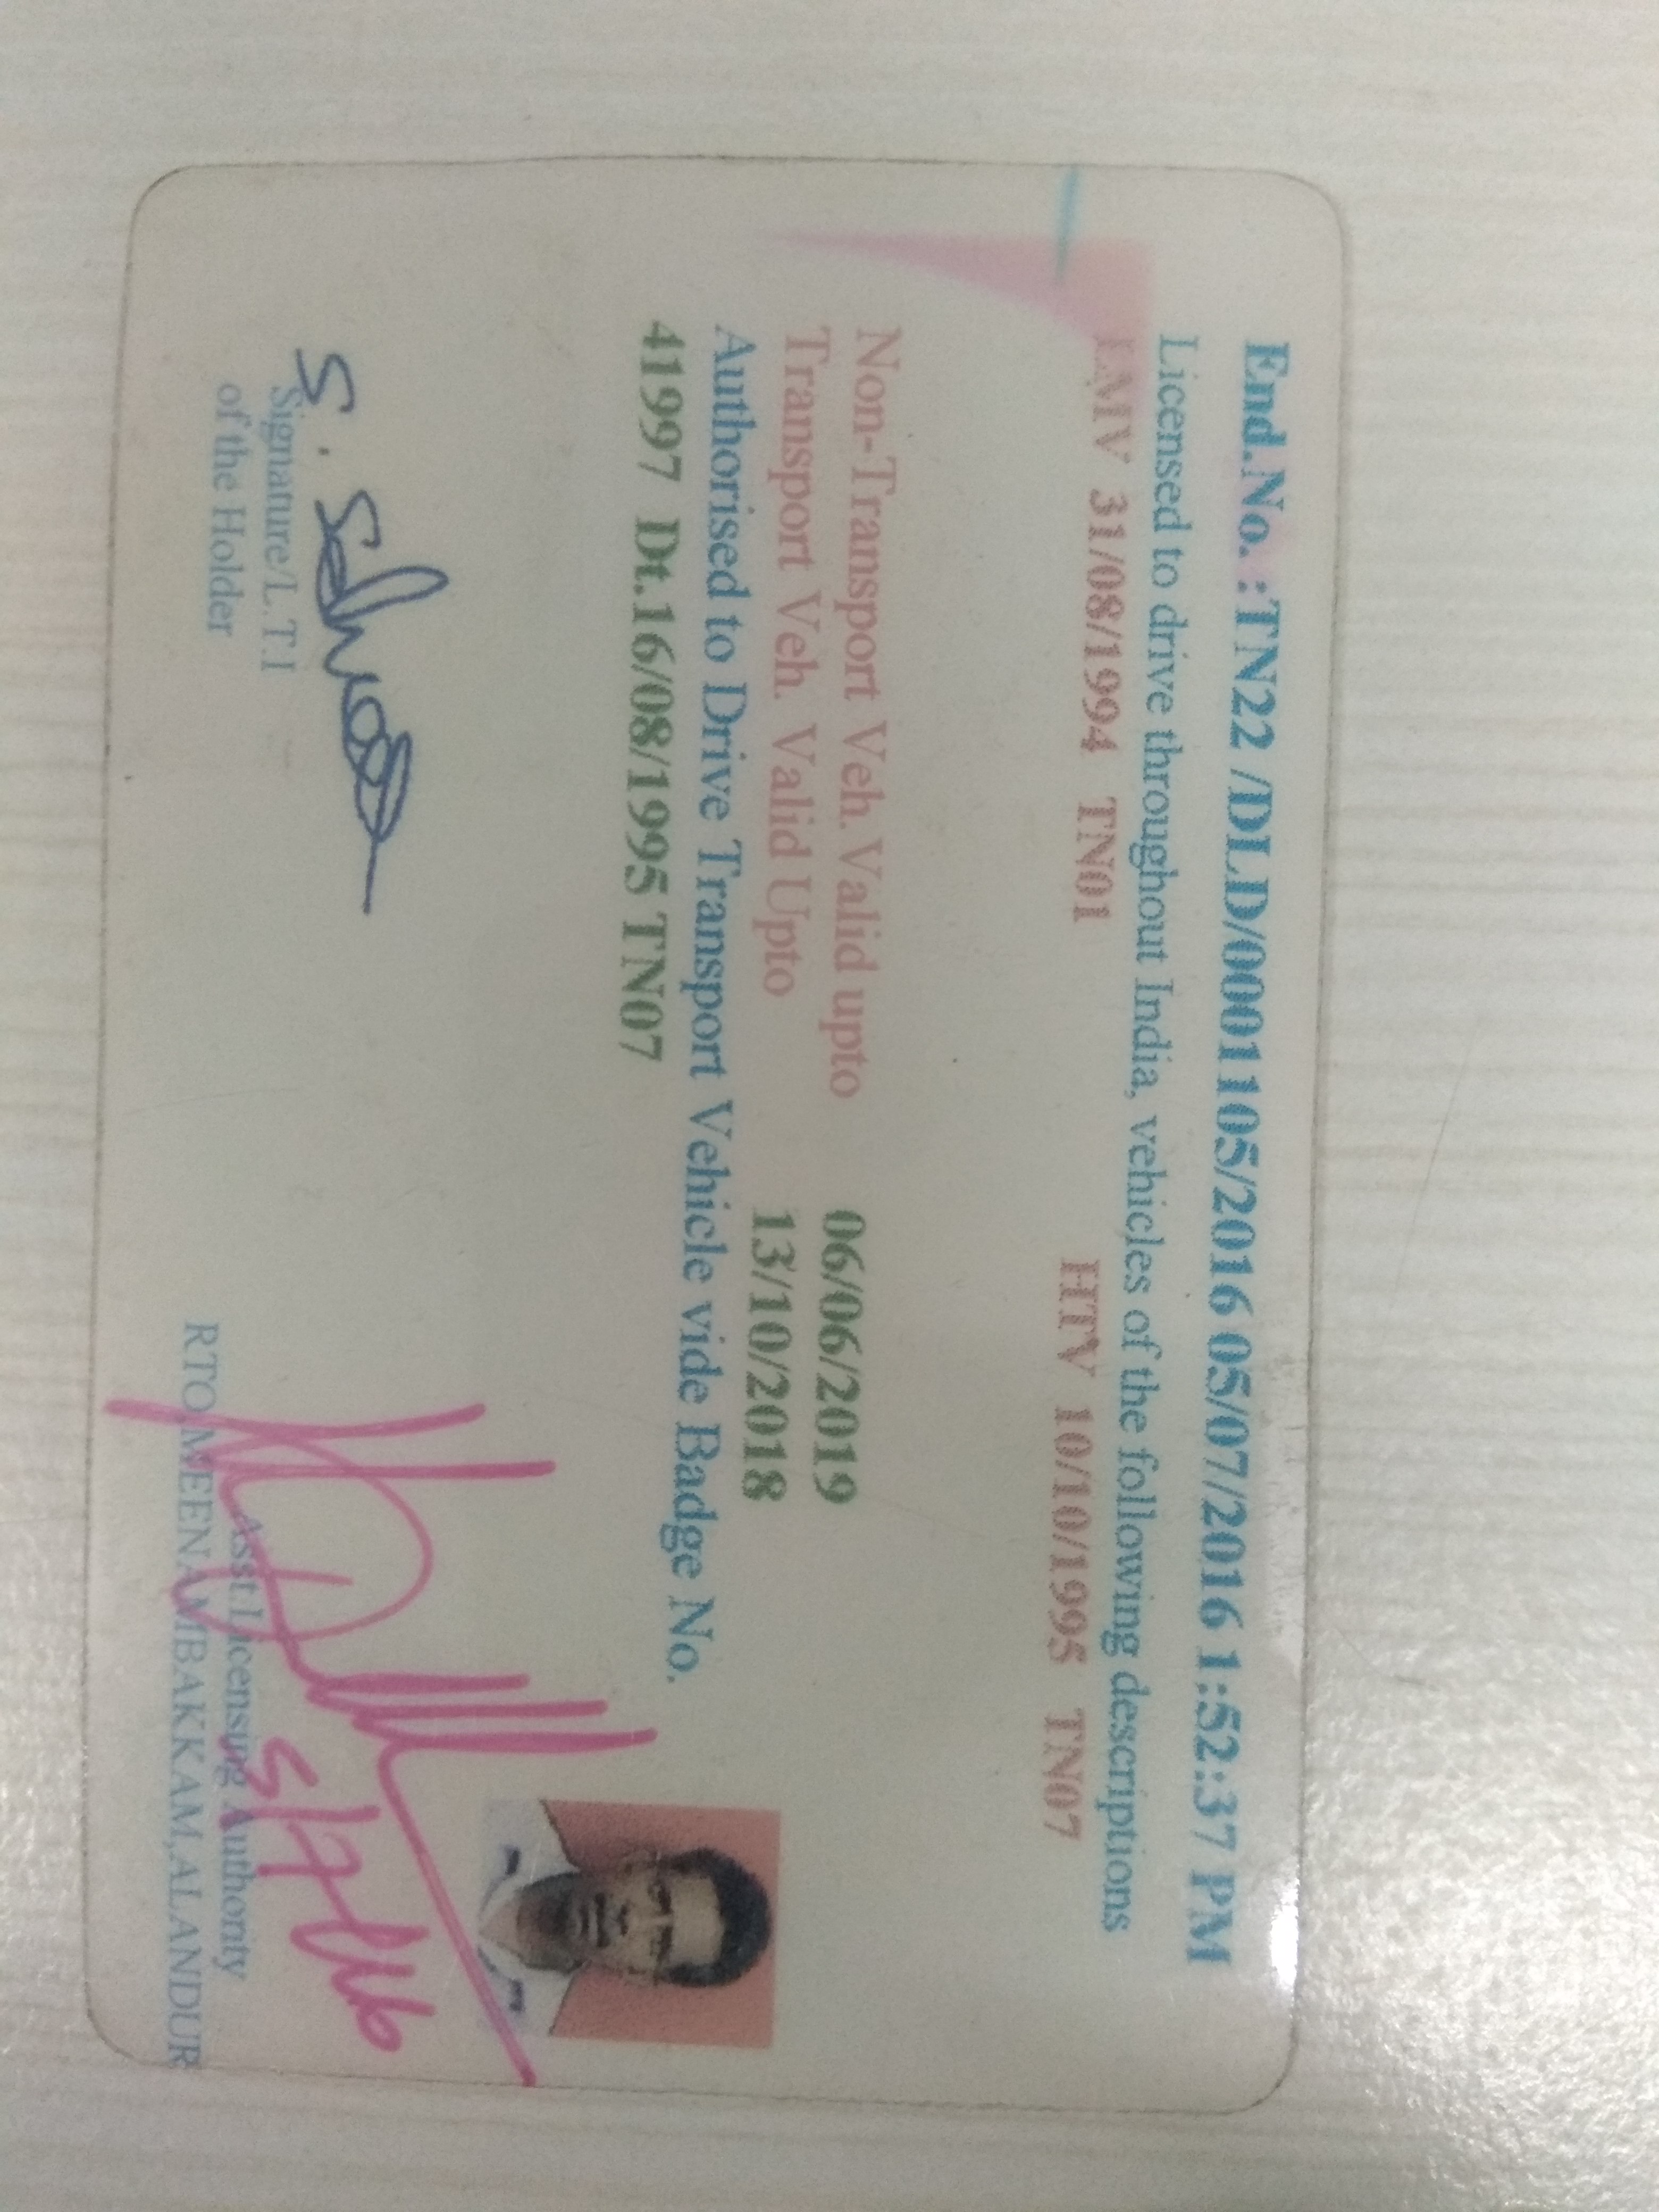 End.No. :TN22 /DLD/0001105/2016 05/07/2016 1:52:37 PM
Licensed to drive throughout India, vehicles of the following descriptions
LMV 31/08/1994 TN01 HTV 10/10/1995 TN07
Non-Transport Veh.Valid upto 06/06/2019
Transport Veh. Valid Upto 13/10/2018
Authorised to Drive Transport Vehicle vide Badge No.
41997 Dt.16/08/1995 TN07
Signature/L.T.I
of the Holder
Asst.Licensing Authority
RTO,MEENAMBAKKAM,ALANDUR